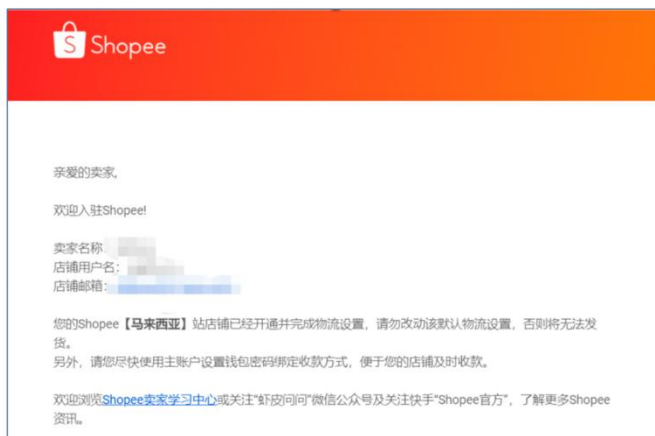 Shopee
亲爱的卖家,
欢迎入驻Shopee!
卖家名称
店铺用户名:
店铺邮箱:
您的Shopee【马来西亚】站店铺已经开通并完成物流设置，请勿改动该默认物流设置，否则将无法发
货。
另外，请您尽快使用主账户设置钱包密码绑定收款方式，便于您的店铺及时收款。
欢迎浏览Shopee卖家学习中心或关注"虾皮问问"微信公众号及关注快手"Shopee官方"，了解更多Shopee
资讯。